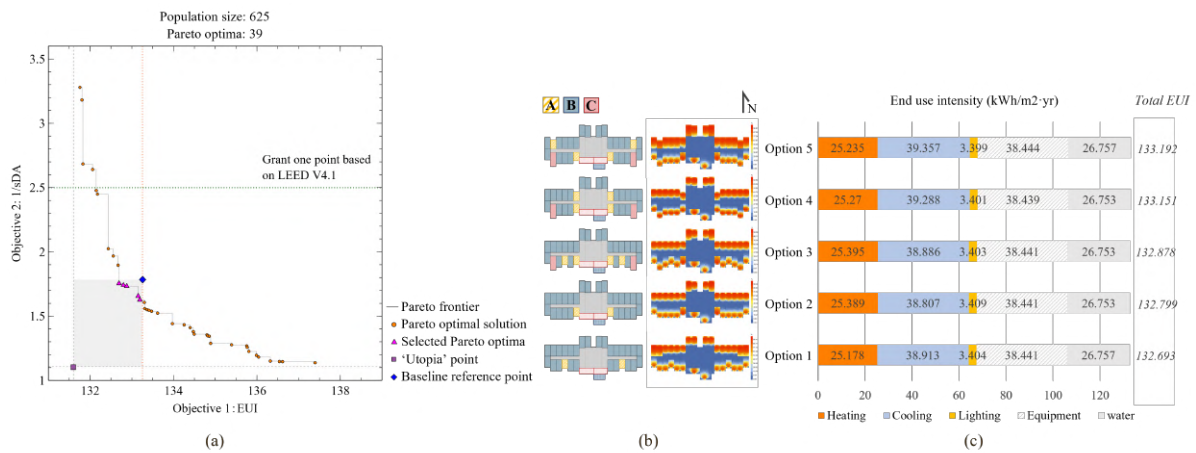 Population size: 625
Pareto optima: 39
3.5
3
2.5
2
1.5
1
Objective 2: 1/sDA
Grant one point based
on LEED V4.1
Pareto frontier
Pareto optimal solution
Selected Pareto optima
‘Utopia’ point
Baseline reference point
132 134 136 138
Objective 1:EUI
(a)
A B C
N
(b)
End use intensity (kWh/m2·yr) Total EUI
Option 5 25.235 39.357 3.399 38.444 26.757 133.192
Option 4 25.27 39.288 3.401 38.439 26.753 133.151
Option 3 25.395 38.886 3.403 38.441 26.753 132.878
Option 2 25.389 38.807 3.409 38.441 26.753 132.799
Option 1 25.178 38.913 3.404 38.441 26.757 132.693
0 20 40 60 80 100 120
Heating Cooling Lighting Equipment water
(c)